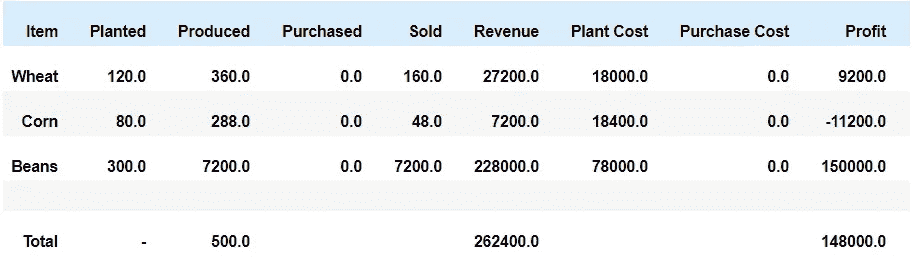 Item Planted Produced Purchased Sold Revenue Plant Cost Purchase Cost Profit
Wheat 120.0 360.0 0.0 160.0 27200.0 18000.0 0.0 9200.0
Corn 80.0 288.0 0.0 48.0 7200.0 18400.0 0.0 -11200.0
Beans 300.0 7200.0 0.0 7200.0 228000.0 78000.0 0.0 150000.0
Total - 500.0 262400.0 148000.0